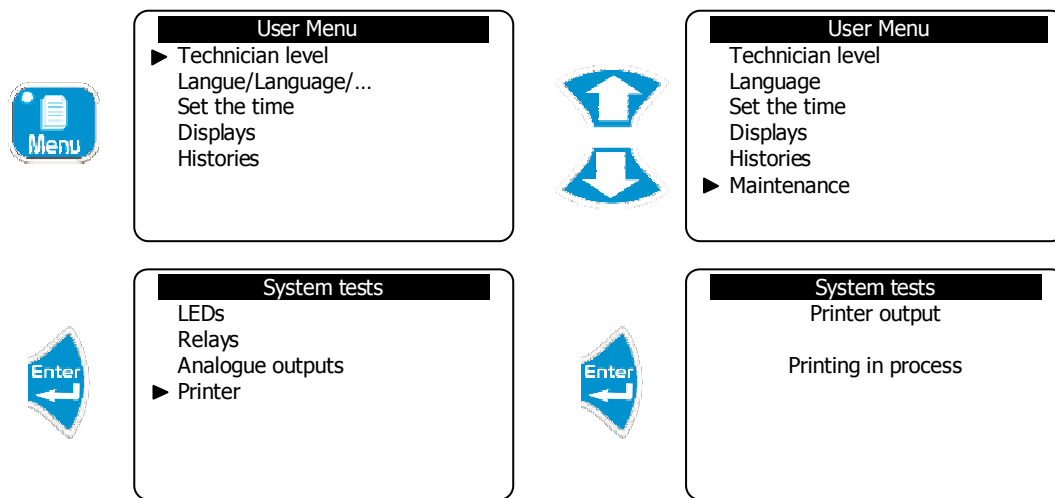 Menu
User Menu
Technician level
Langue/Language/...
Set the time
Displays
Histories
User Menu
Technician level
Language
Set the time
Displays
Histories
Maintenance
Enter
System tests
LEDs
Relays
Analogue outputs
Printer
Enter
System tests
Printer output
Printing in process